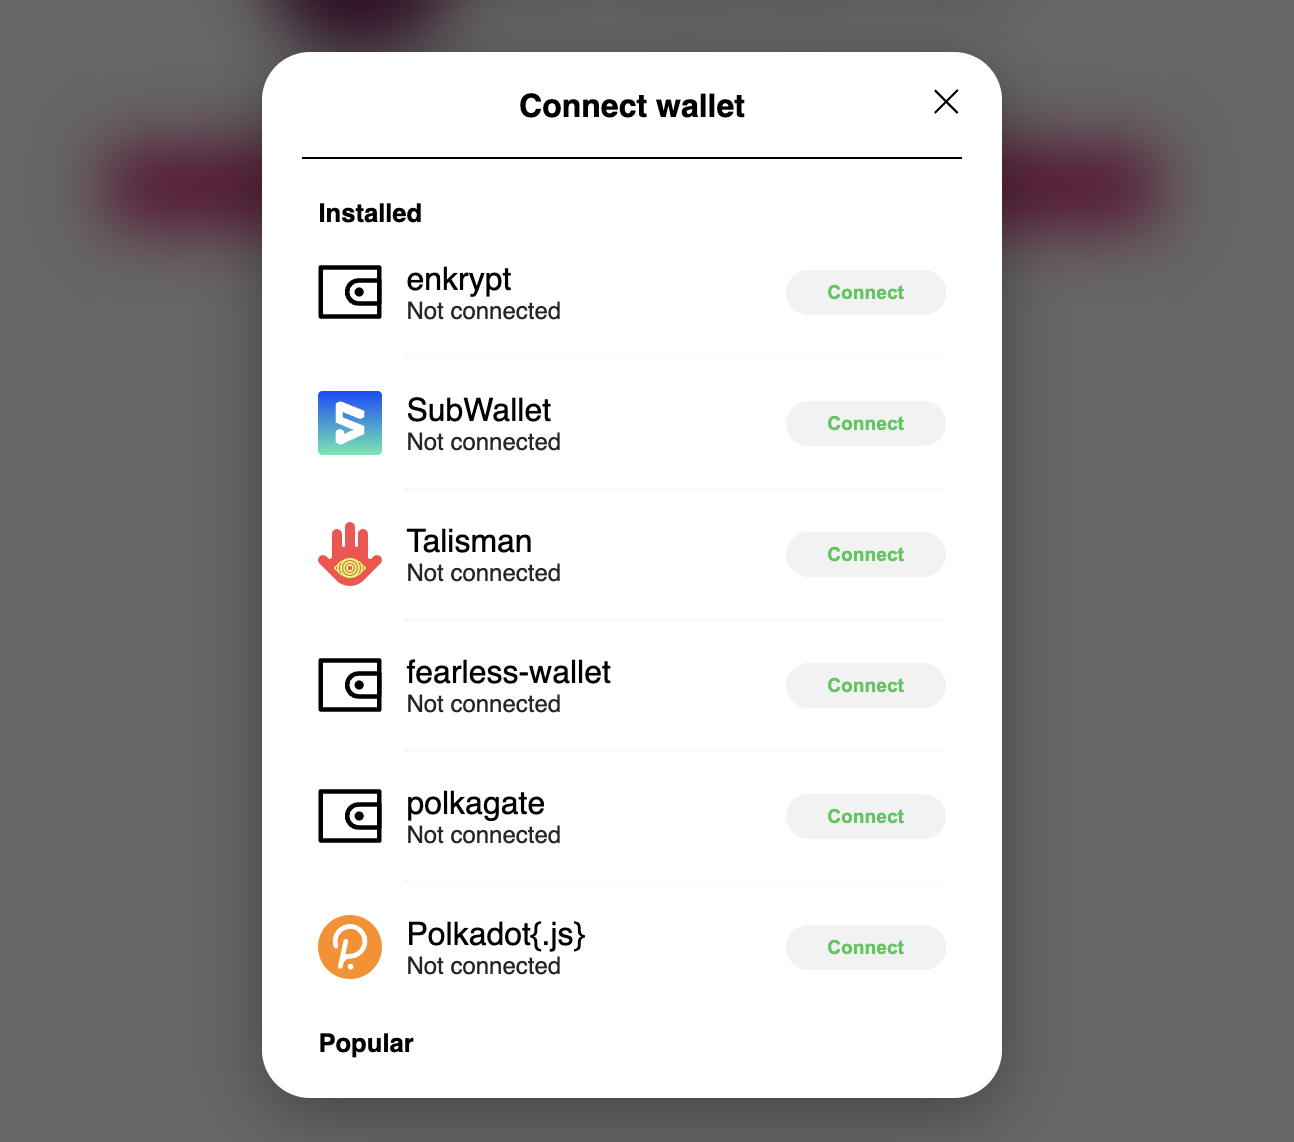 Connect wallet
Installed
enkrypt
Not connected
Connect
SubWallet
Not connected
Connect
Talisman
Not connected
Connect
fearless-wallet
Not connected
Connect
polkagate
Not connected
Connect
Polkadot{.js}
Not connected
Connect
Popular